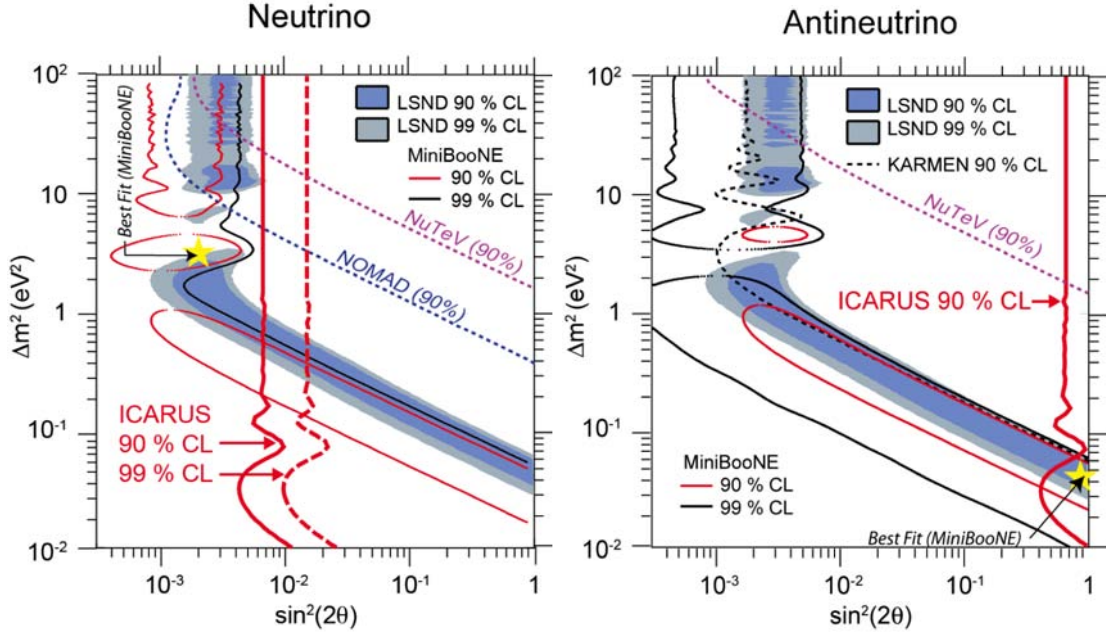 Neutrino
10²
10
1
10⁻¹
10⁻²
Δm² (eV²)
Best Fit (MiniBooNE)
LSND 90 % CL
LSND 99 % CL
MiniBooNE
90 % CL
99 % CL
NuTeV (90%)
NOMAD (90%)
ICARUS
90 % CL
99 % CL
10⁻³
10⁻²
10⁻¹
1
sin²(2θ)
Antineutrino
10²
10
1
10⁻¹
10⁻²
Δm² (eV²)
LSND 90 % CL
LSND 99 % CL
KARMEN 90 % CL
NuTeV (90%)
ICARUS 90 % CL
MiniBooNE
90 % CL
99 % CL
Best Fit (MiniBooNE)
10⁻³
10⁻²
10⁻¹
1
sin²(2θ)